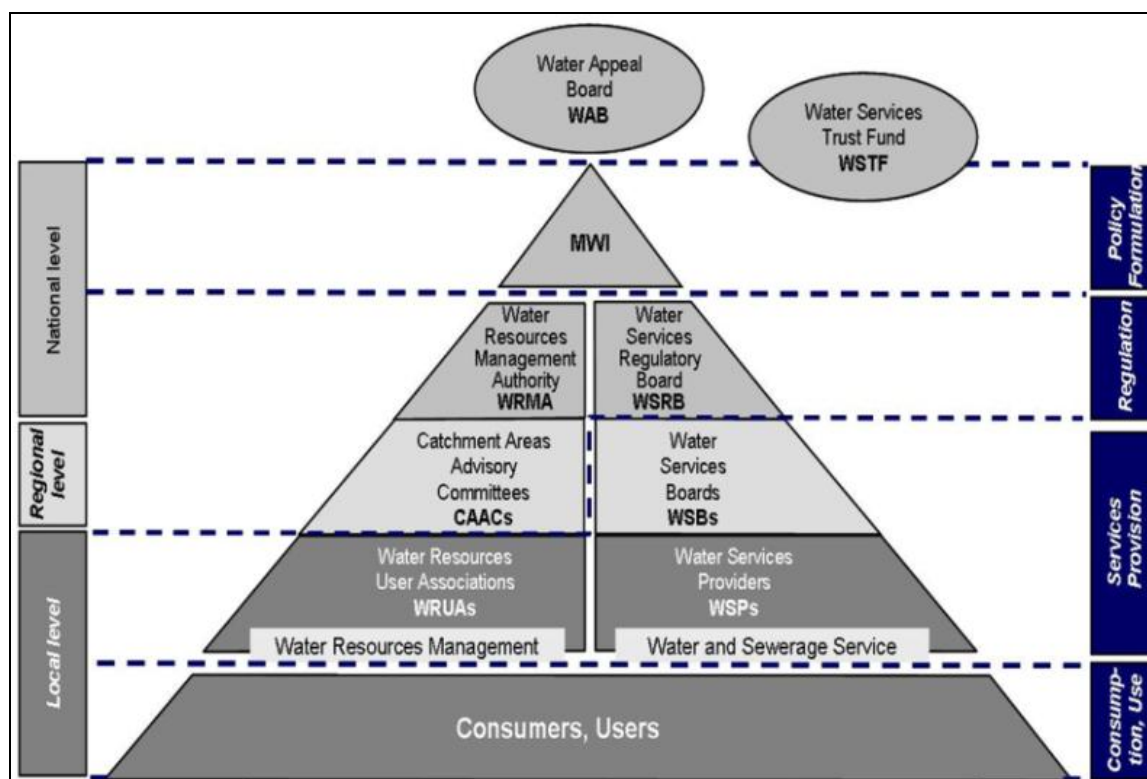 Water Appeal
Board
WAB
Water Services
Trust Fund
WSTF
National level
MWI
Policy
Formulation
Water
Resources
Management
Authority
WRMA
Water
Services
Regulatory
Board
WSRB
Regulation
Regional
level
Catchment Areas
Advisory
Committees
CAACs
Water
Services
Boards
WSBs
Services
Provision
Local level
Water Resources
User Associations
WRUAs
Water Services
Providers
WSPs
Water Resources Management
Water and Sewerage Service
Consumers, Users
Consump-
tion, Use